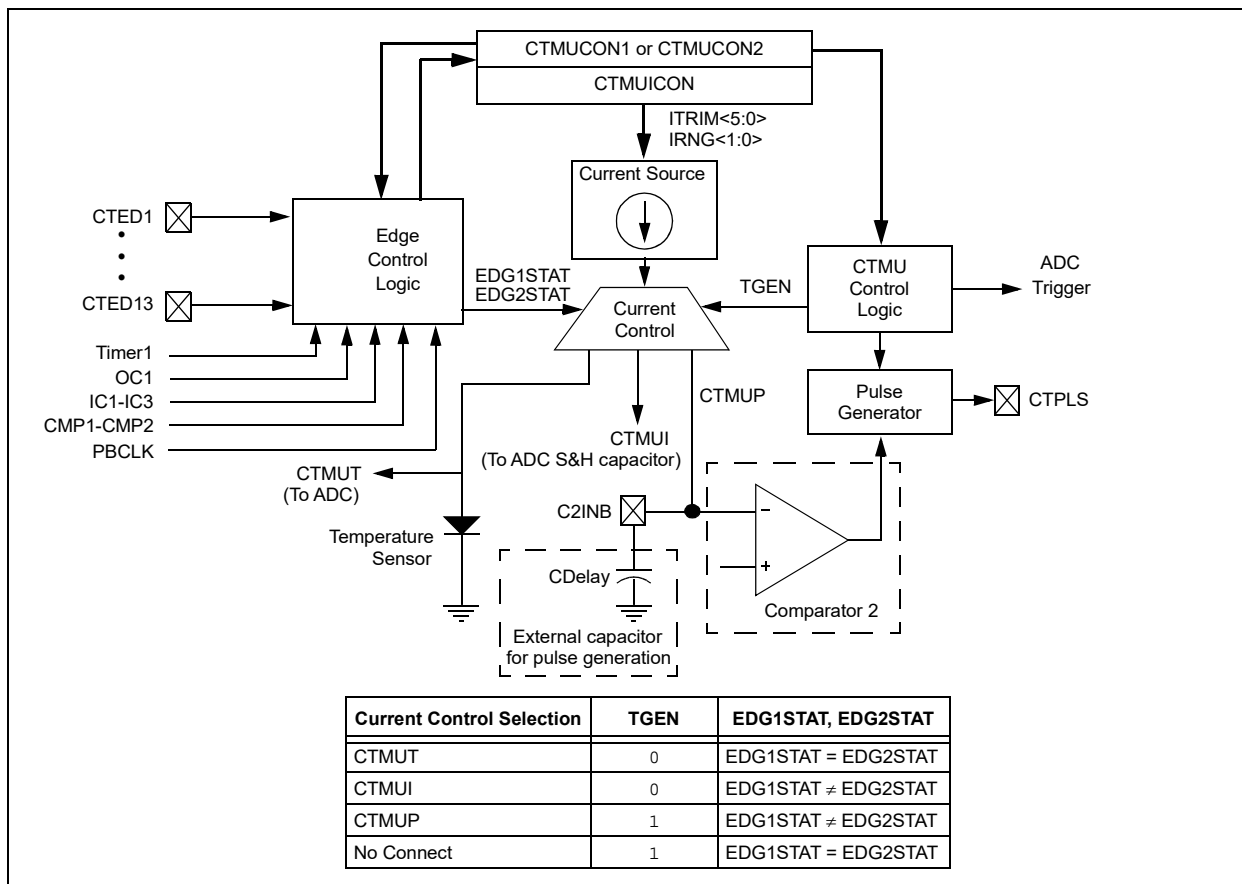 CTMUCON1 or CTMUCON2
CTMUICON
ITRIM<5:0>
IRNG<1:0>
Current Source
CTED1
CTED13
Edge
Control
Logic
EDG1STAT
EDG2STAT
Current
Control
TGEN
CTMU
Control
Logic
ADC
Trigger
Timer1
OC1
IC1-IC3
CMP1-CMP2
PBCLK
Pulse
Generator
CTPLS
CTMUP
CTMUI
(To ADC S&H capacitor)
CTMUT
(To ADC)
C2INB
Temperature
Sensor
CDelay
–
+
Comparator 2
External capacitor
for pulse generation
Current Control Selection TGEN EDG1STAT, EDG2STAT
CTMUT 0 EDG1STAT = EDG2STAT
CTMUI 0 EDG1STAT ≠ EDG2STAT
CTMUP 1 EDG1STAT ≠ EDG2STAT
No Connect 1 EDG1STAT = EDG2STAT